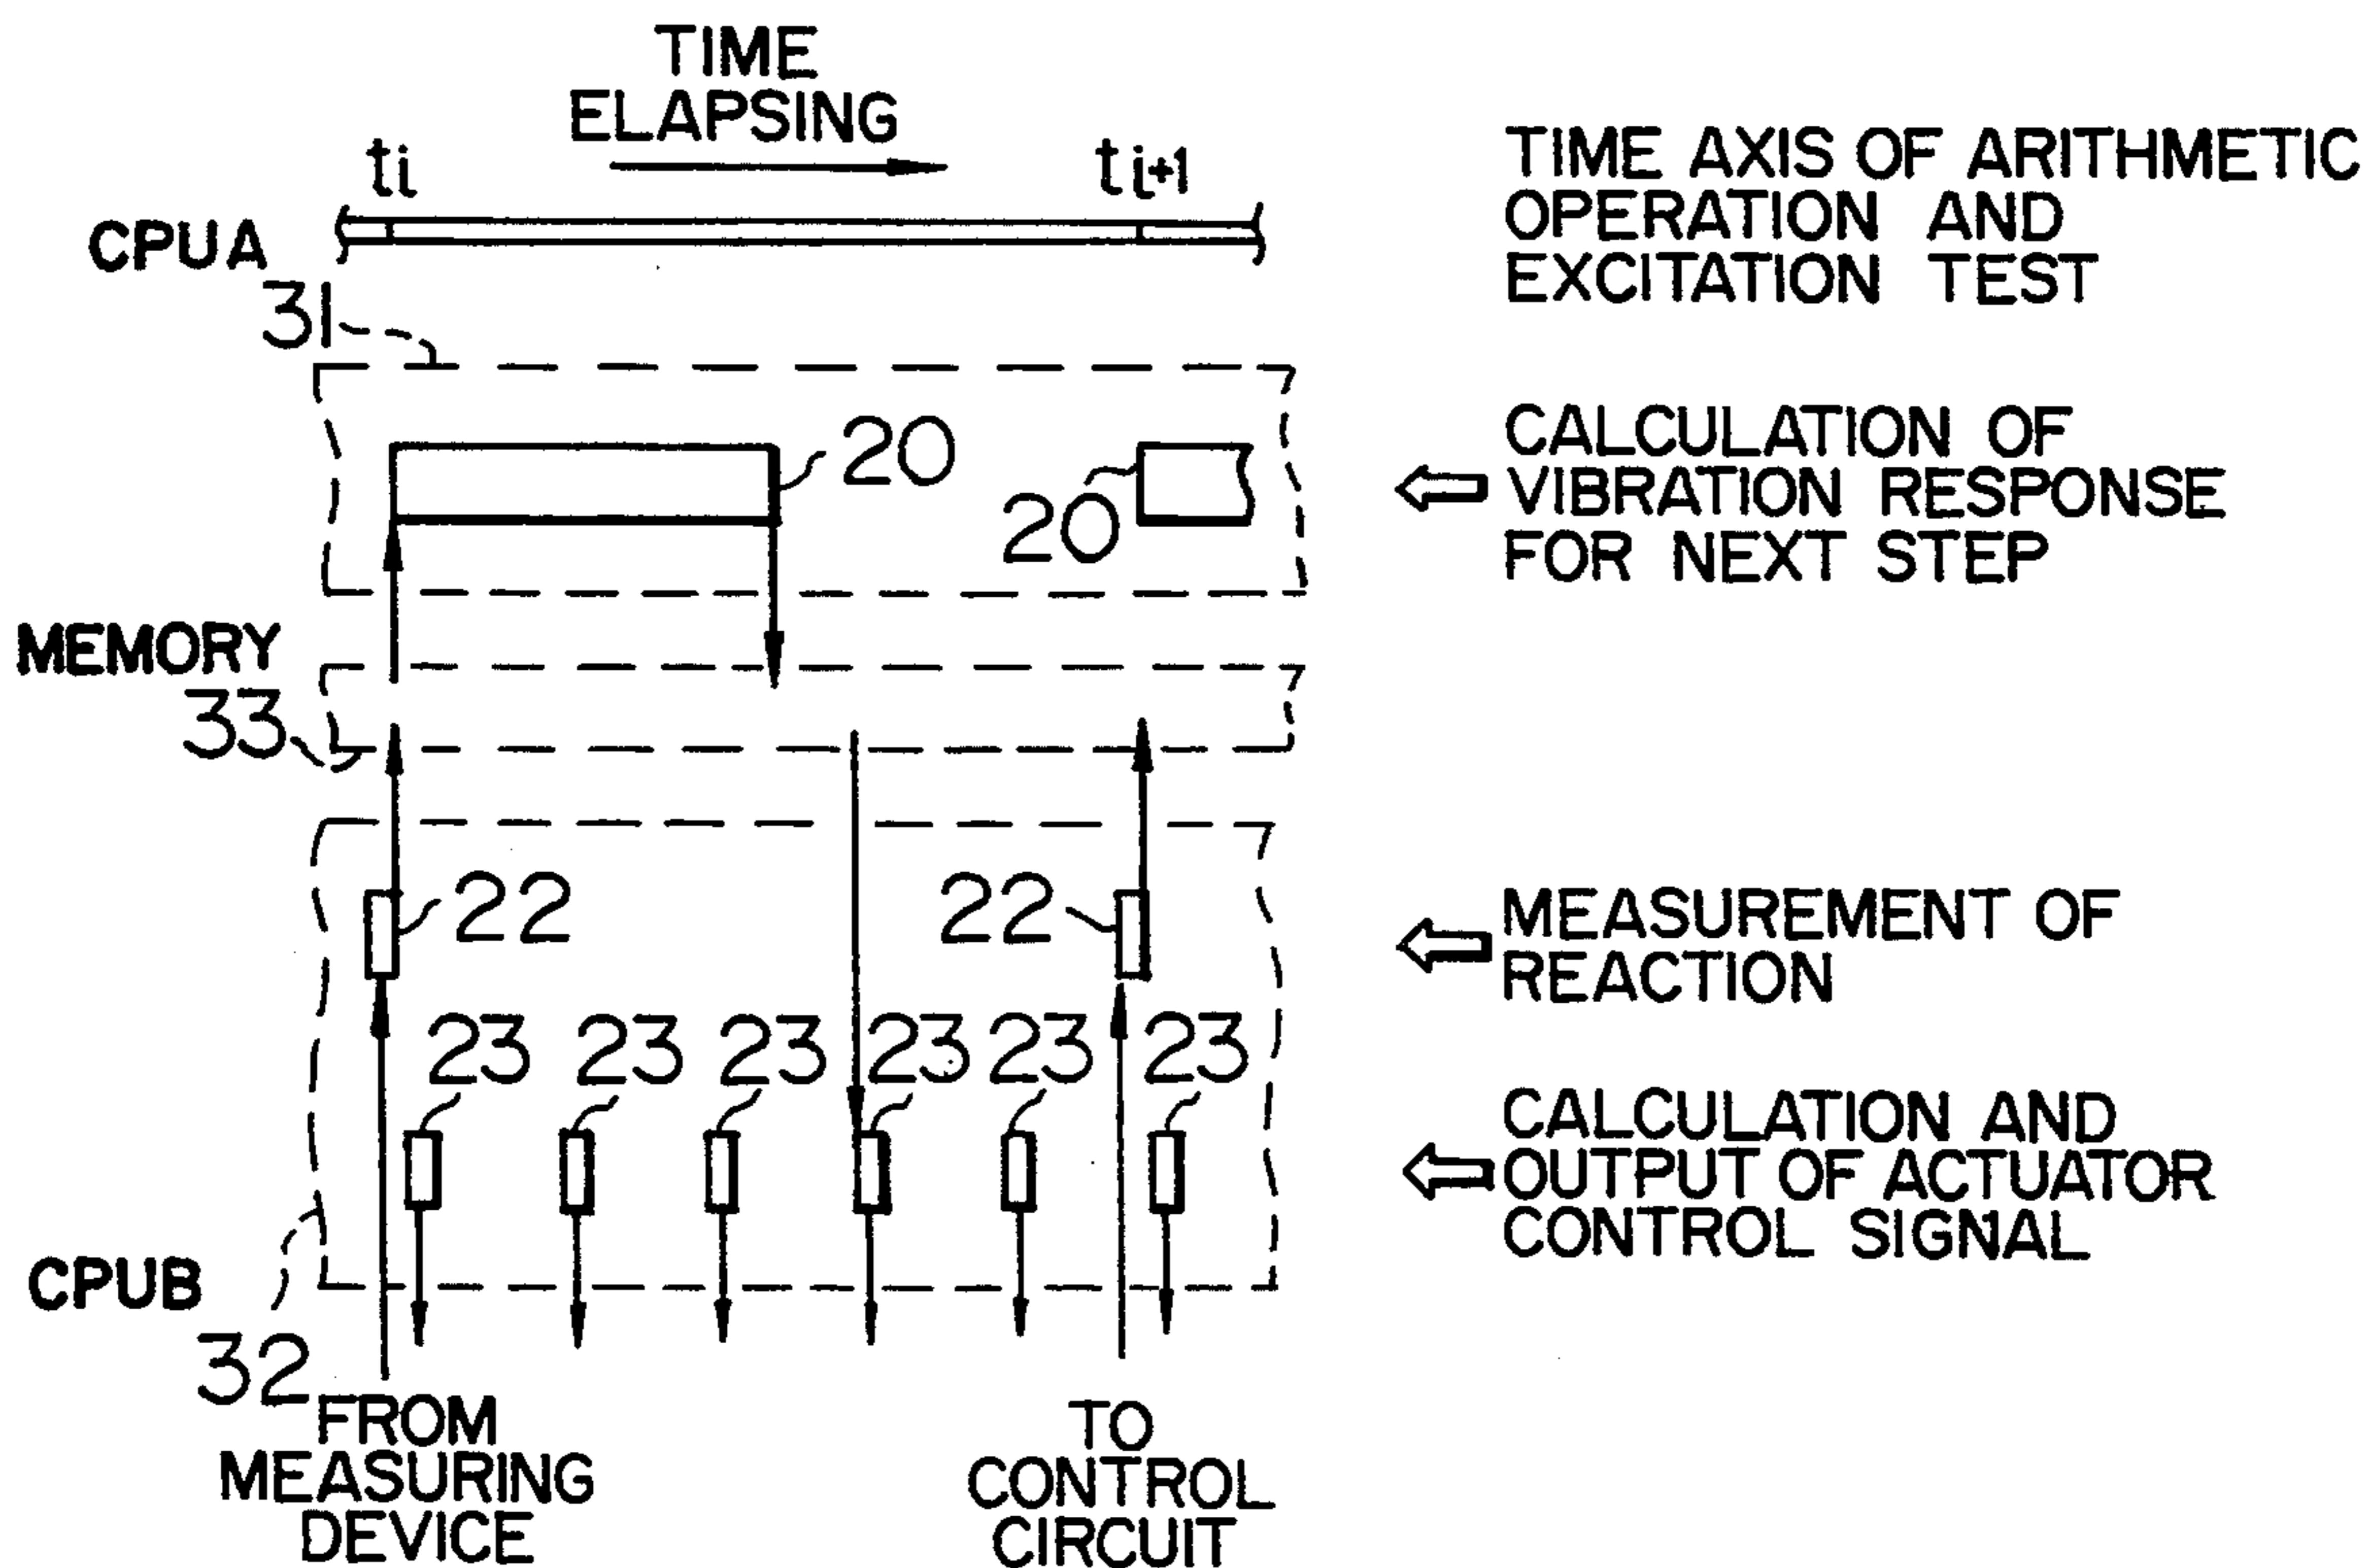 TIME
ELAPSING
ti
ti+1
TIME AXIS OF ARITHMETIC
OPERATION AND
EXCITATION TEST
CPUA
31
20
20
CALCULATION OF
VIBRATION RESPONSE
FOR NEXT STEP
MEMORY
33
22
22
MEASUREMENT OF
REACTION
23
23
23
23
23
23
CALCULATION AND
OUTPUT OF ACTUATOR
CONTROL SIGNAL
CPUB
32
FROM
MEASURING
DEVICE
TO
CONTROL
CIRCUIT